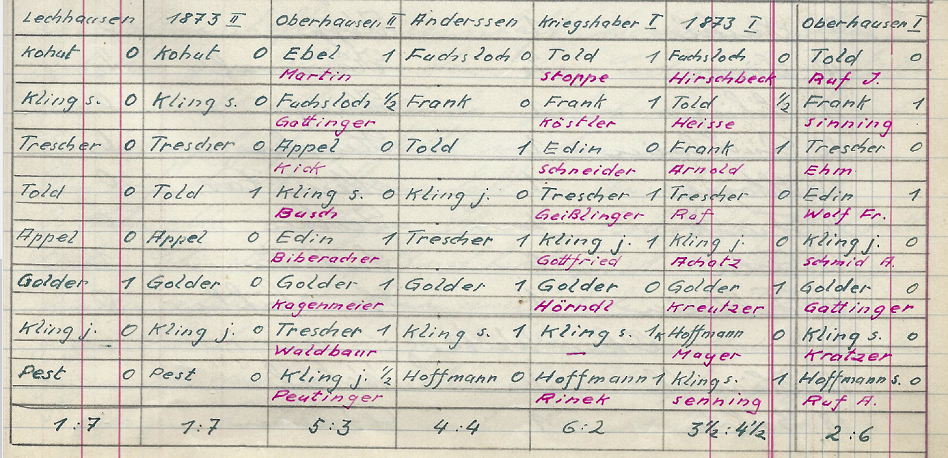 Lechhausen 1873 II Oberhausen II Anderssen Kriegshaber I 1873 I Oberhausen I
Kohut 0 Kohut 0 Ebel 1 Fuchsloch 0 Told 1 Fuchsloch 0 Told 0
Martin Stoppe Hirschbeck Ruf J.
Kling s. 0 Kling s. 0 Fuchsloch ½ Frank 0 Frank 1 Told ½ Frank 1
Gattinger Köstler Heisse Sinning
Trescher 0 Trescher 0 Appel 0 Told 1 Edin 0 Frank 1 Trescher 0
Kick Schneider Arnold Ehm
Told 0 Told 1 Kling s. 0 Kling j. 0 Trescher 1 Trescher 0 Edin 1
Busch Geißlinger Raf Wolf Fr.
Appel 0 Appel 0 Edin 1 Trescher 1 Kling j. 1 Kling j. 0 Kling j. 0
Biberacher Gottfried Achatz Schmid A.
Golder 1 Golder 0 Golder 1 Golder 1 Golder 0 Golder 1 Golder 0
Kagenmeier Hörndl Kreutzer Gattinger
Kling j. 0 Kling j. 0 Trescher 1 Kling s. 1 Kling s. 1k Hoffmann 0 Kling s. 0
Waldbaur — Mayer Kratzer
Pest 0 Pest 0 Kling j. ½ Hoffmann 0 Hoffmann 1 Kling s. 1 Hoffmann s. 0
Peutinger Rinek Senning Ruf A.
1:7 1:7 5:3 4:4 6:2 3½:4½ 2:6